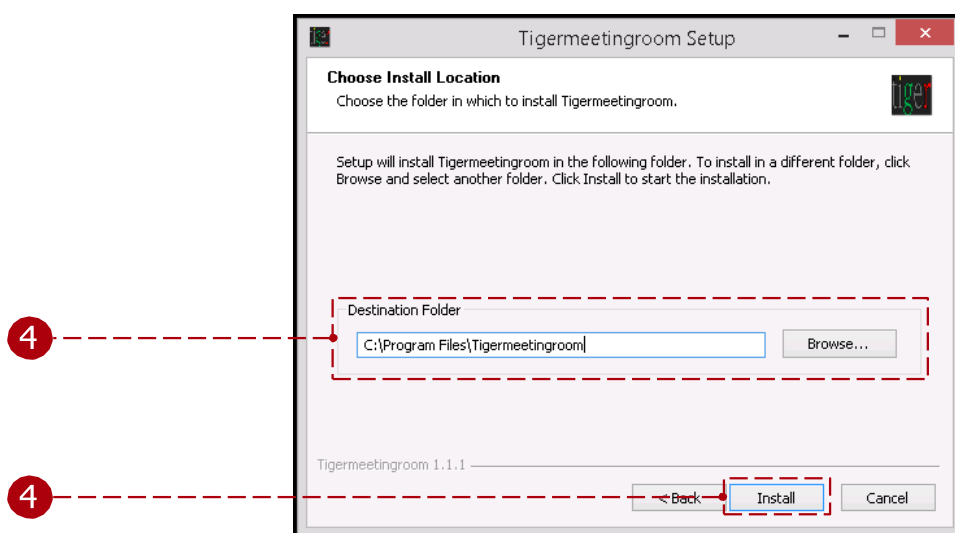 Tigermeetingroom Setup
Choose Install Location
Choose the folder in which to install Tigermeetingroom.
tiger
Setup will install Tigermeetingroom in the following folder. To install in a different folder, click
Browse and select another folder. Click Install to start the installation.
Destination Folder
4
C:\Program Files\Tigermeetingroom
Browse...
Tigermeetingroom 1.1.1
4
< Back
Install
Cancel